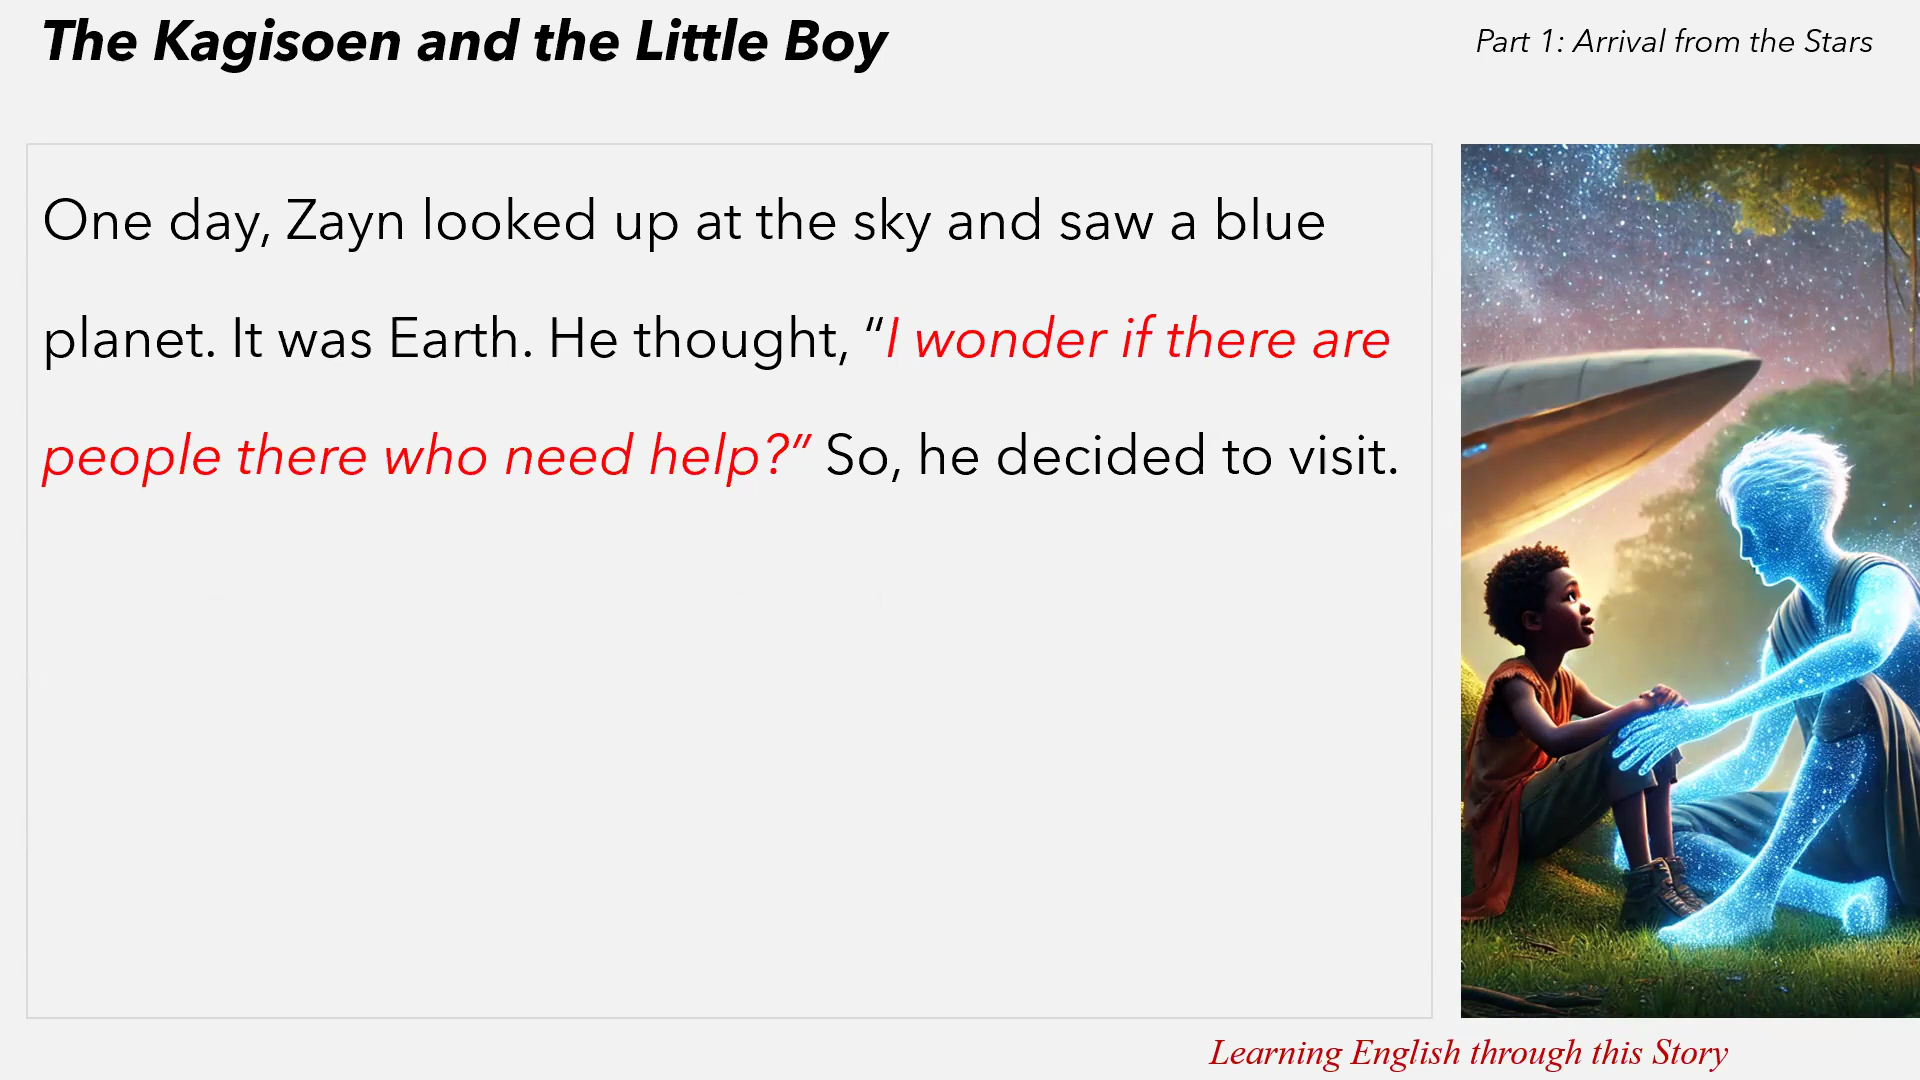 The Kagisoen and the Little Boy
Part 1: Arrival from the Stars
One day, Zayn looked up at the sky and saw a blue
planet. It was Earth. He thought, “I wonder if there are
people there who need help?” So, he decided to visit.
Learning English through this Story